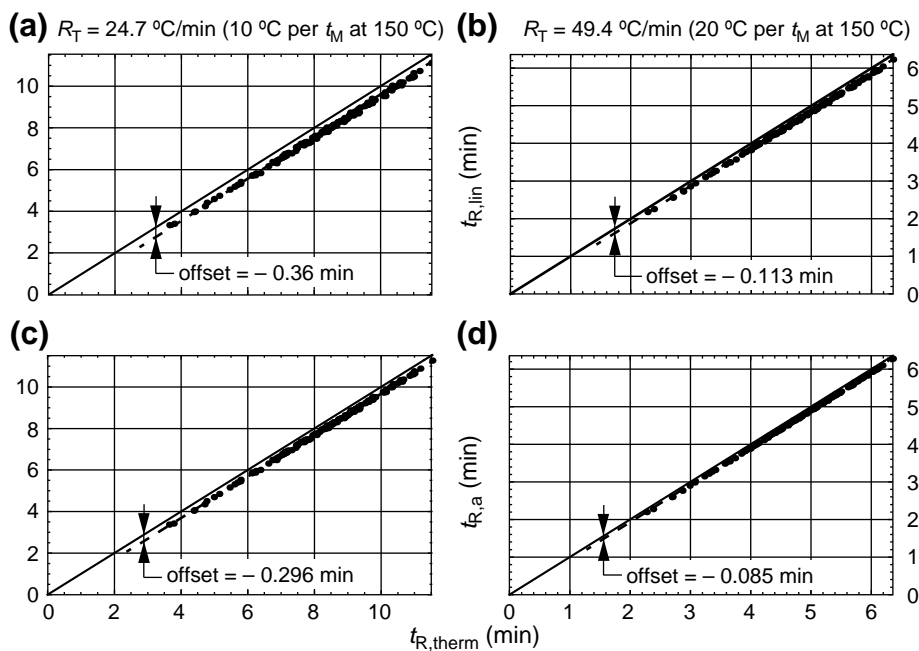 (a) R_T = 24.7 ºC/min (10 ºC per t_M at 150 ºC)
(b) R_T = 49.4 ºC/min (20 ºC per t_M at 150 ºC)
10
8
6
4
2
0
offset = – 0.36 min
6
5
4
3
2
1
0
t_R,lin (min)
offset = – 0.113 min
(c)
(d)
10
8
6
4
2
0
offset = – 0.296 min
0 2 4 6 8 10
6
5
4
3
2
1
0
t_R,a (min)
offset = – 0.085 min
0 1 2 3 4 5 6
t_R,therm (min)